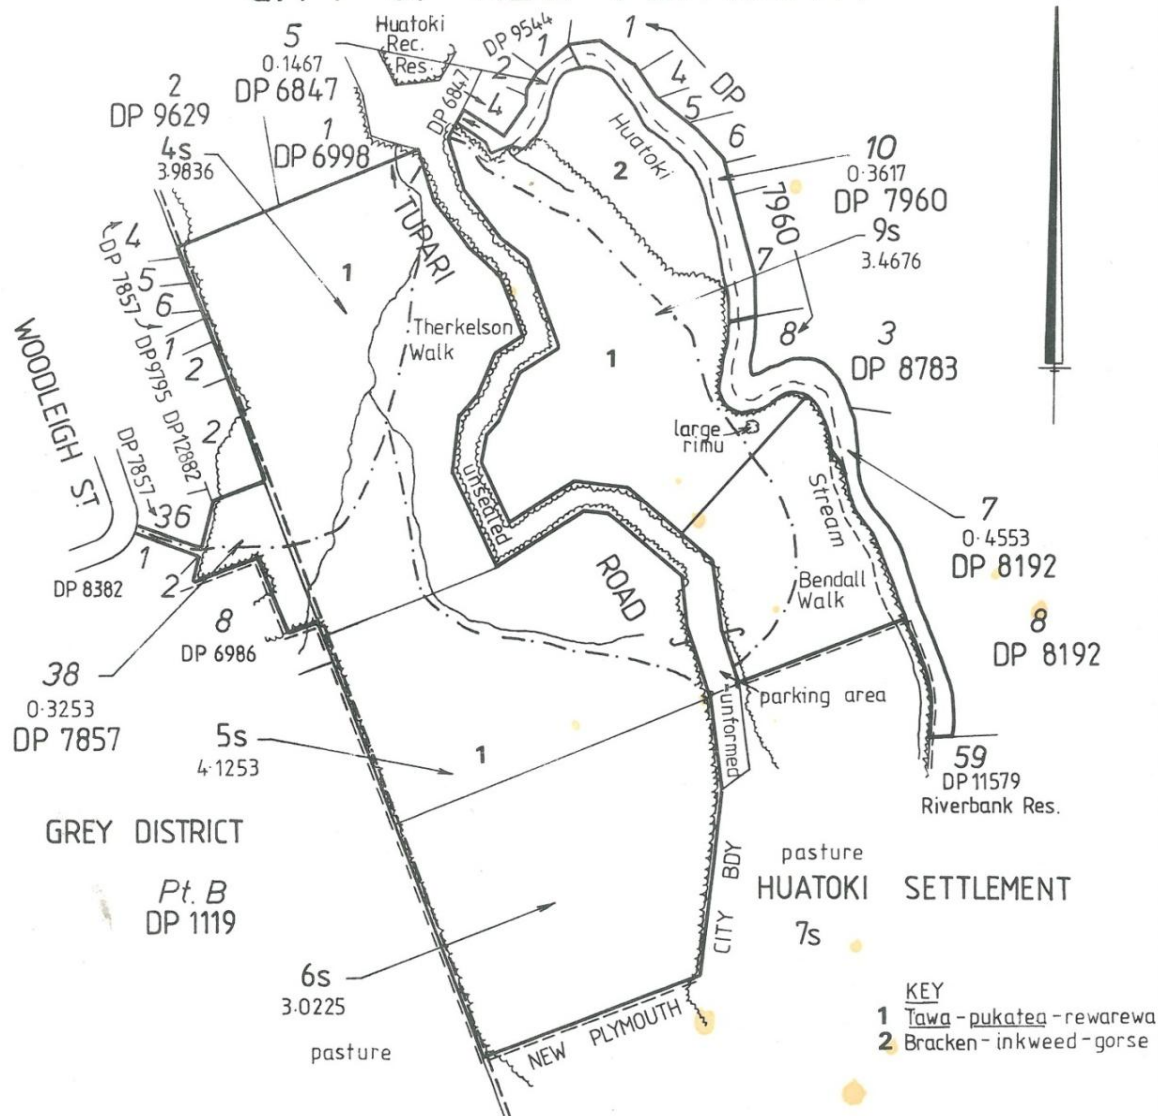 Huatoki
Rec.
Res.
5
0.1467
DP 6847
2
DP 9629
4s
3.9836
1
DP 6998
DP 6847
4
2
DP 9544
1
1
DP
4
5
6
7960
7
8
Huatoki
2
10
0.3617
DP 7960
9s
3.4676
3
DP 8783
TUPARI
1
Therkelson
Walk
1
large
rimu
4
DP 7857
5
6
1
DP9795
2
DP12882
2
WOODLEIGH ST.
DP 7857
36
1
2
DP 8382
8
DP 6986
unsealed
ROAD
Stream
Bendall
Walk
7
0.4553
DP 8192
8
DP 8192
38
0.3253
DP 7857
5s
4.1253
1
parking area
unformed
59
DP 11579
Riverbank Res.
GREY DISTRICT
Pt. B
DP 1119
CITY BDY
pasture
HUATOKI SETTLEMENT
7s
6s
3.0225
pasture
NEW PLYMOUTH
KEY
1 Tawa-pukatea-rewarewa
2 Bracken-inkweed-gorse